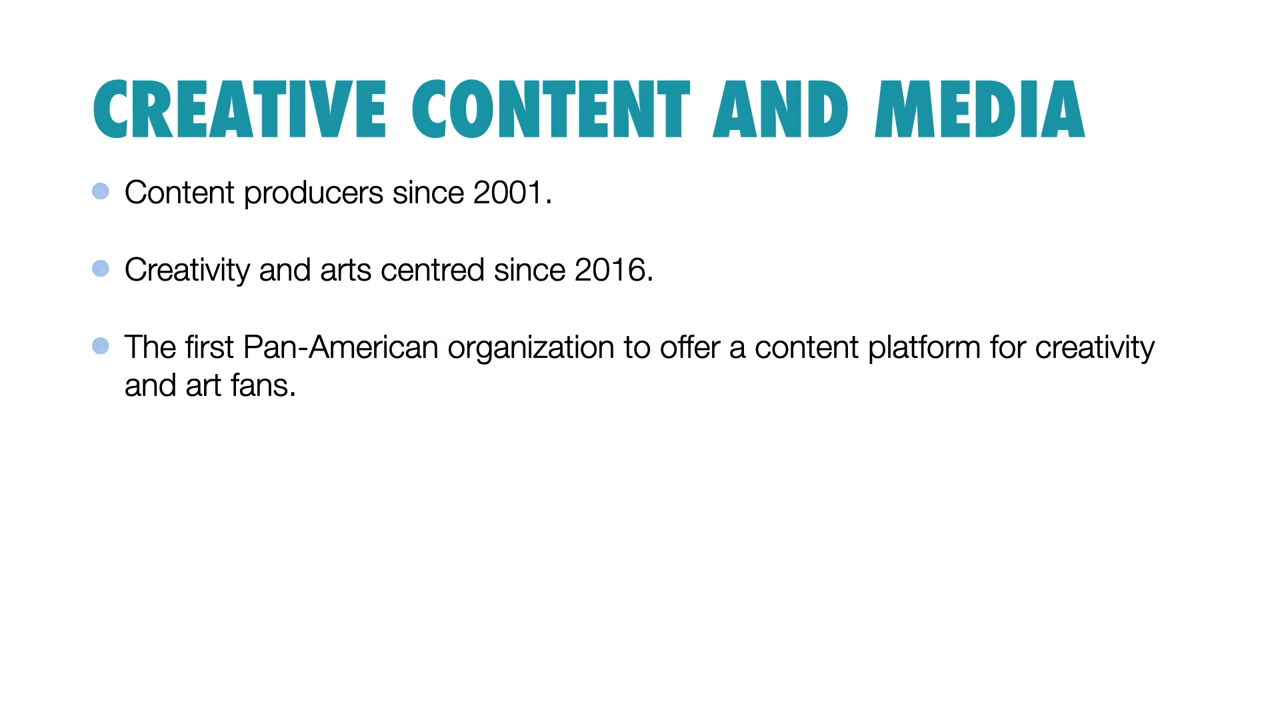 CREATIVE CONTENT AND MEDIA
Content producers since 2001.
Creativity and arts centred since 2016.
The first Pan-American organization to offer a content platform for creativity
and art fans.